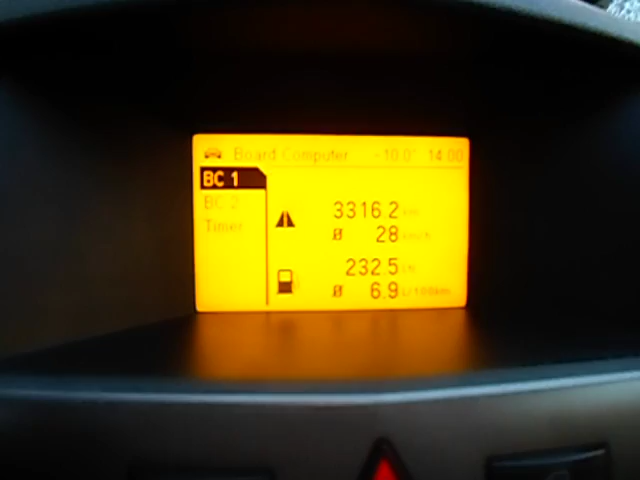 Board Computer -10.0° 14:00
BC 1
BC 2
Timer
3316.2 km
Ø 28 km/h
232.5 Ltr
Ø 6.9 L/100km